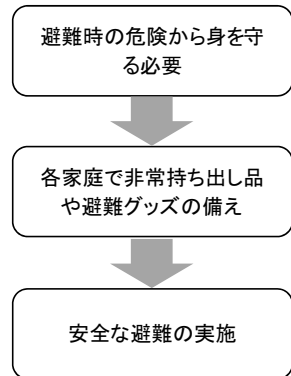 避難時の危険から身を守
る必要
各家庭で非常持ち出し品
や避難グッズの備え
安全な避難の実施